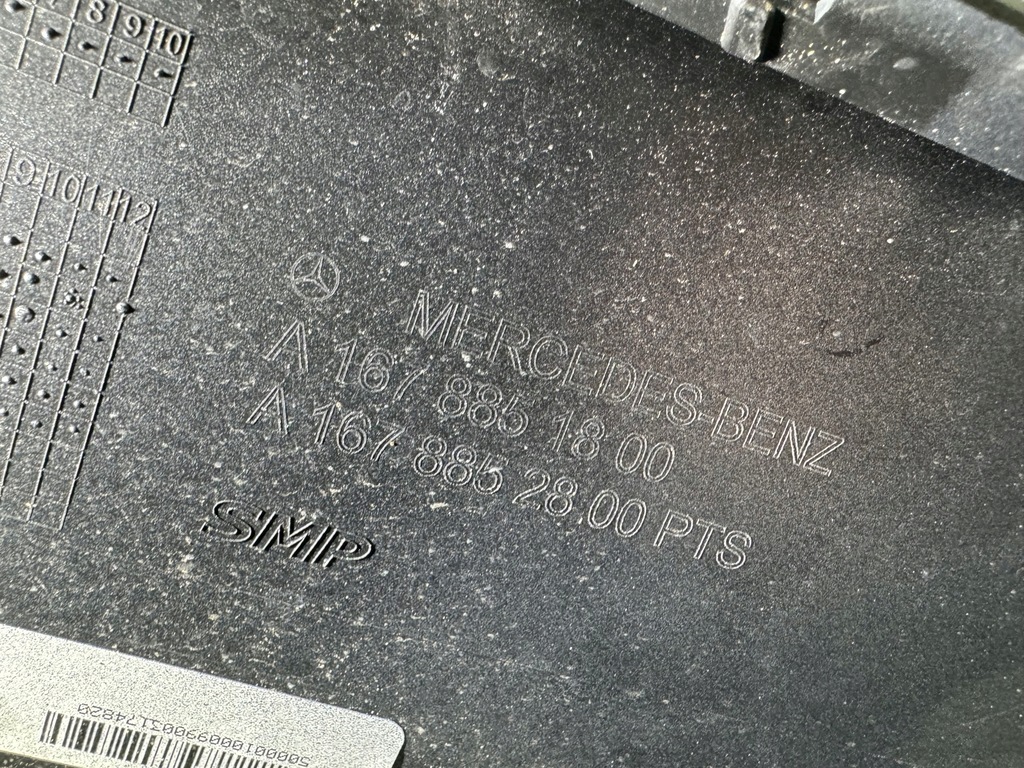 8 9 10
9 10 11 12
MERCEDES-BENZ
A 167 885 18 00
A 167 885 28 00 PTS
SMP